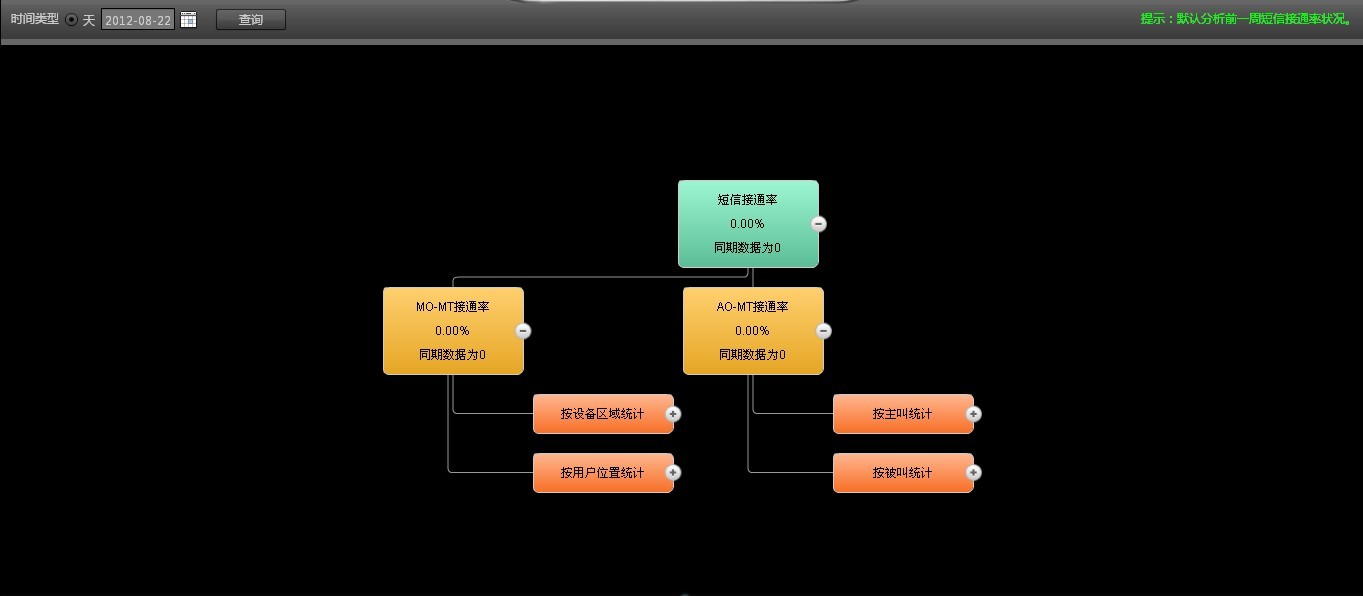 时间类型 天 2012-08-22 查询 提示：默认分析前一周短信接通率状况。
短信接通率
0.00%
同期数据为0
MO-MT接通率
0.00%
同期数据为0
AO-MT接通率
0.00%
同期数据为0
按设备区域统计
按主叫统计
按用户位置统计
按被叫统计